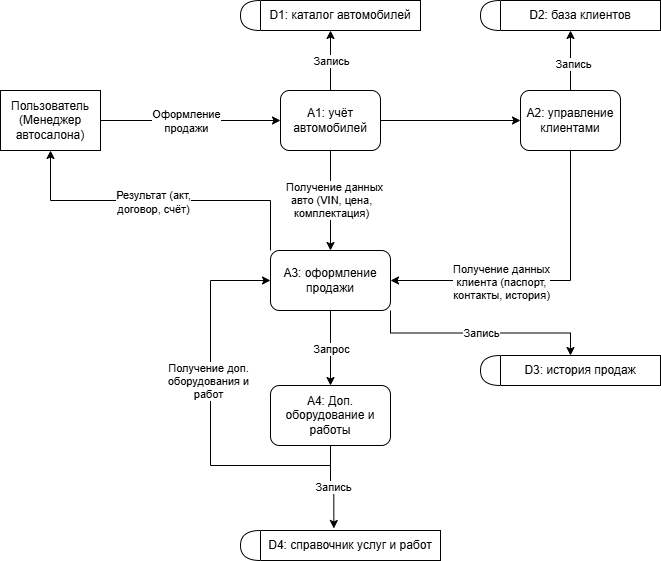 D1: каталог автомобилей
D2: база клиентов
Запись
Запись
Пользователь
(Менеджер
автосалона)
Оформление
продажи
A1: учёт
автомобилей
A2: управление
клиентами
Результат (акт,
договор, счёт)
Получение данных
авто (VIN, цена,
комплектация)
A3: оформление
продажи
Получение данных
клиента (паспорт,
контакты, история)
Запись
Запрос
D3: история продаж
Получение доп.
оборудования и
работ
A4: Доп.
оборудование и
работы
Запись
D4: справочник услуг и работ